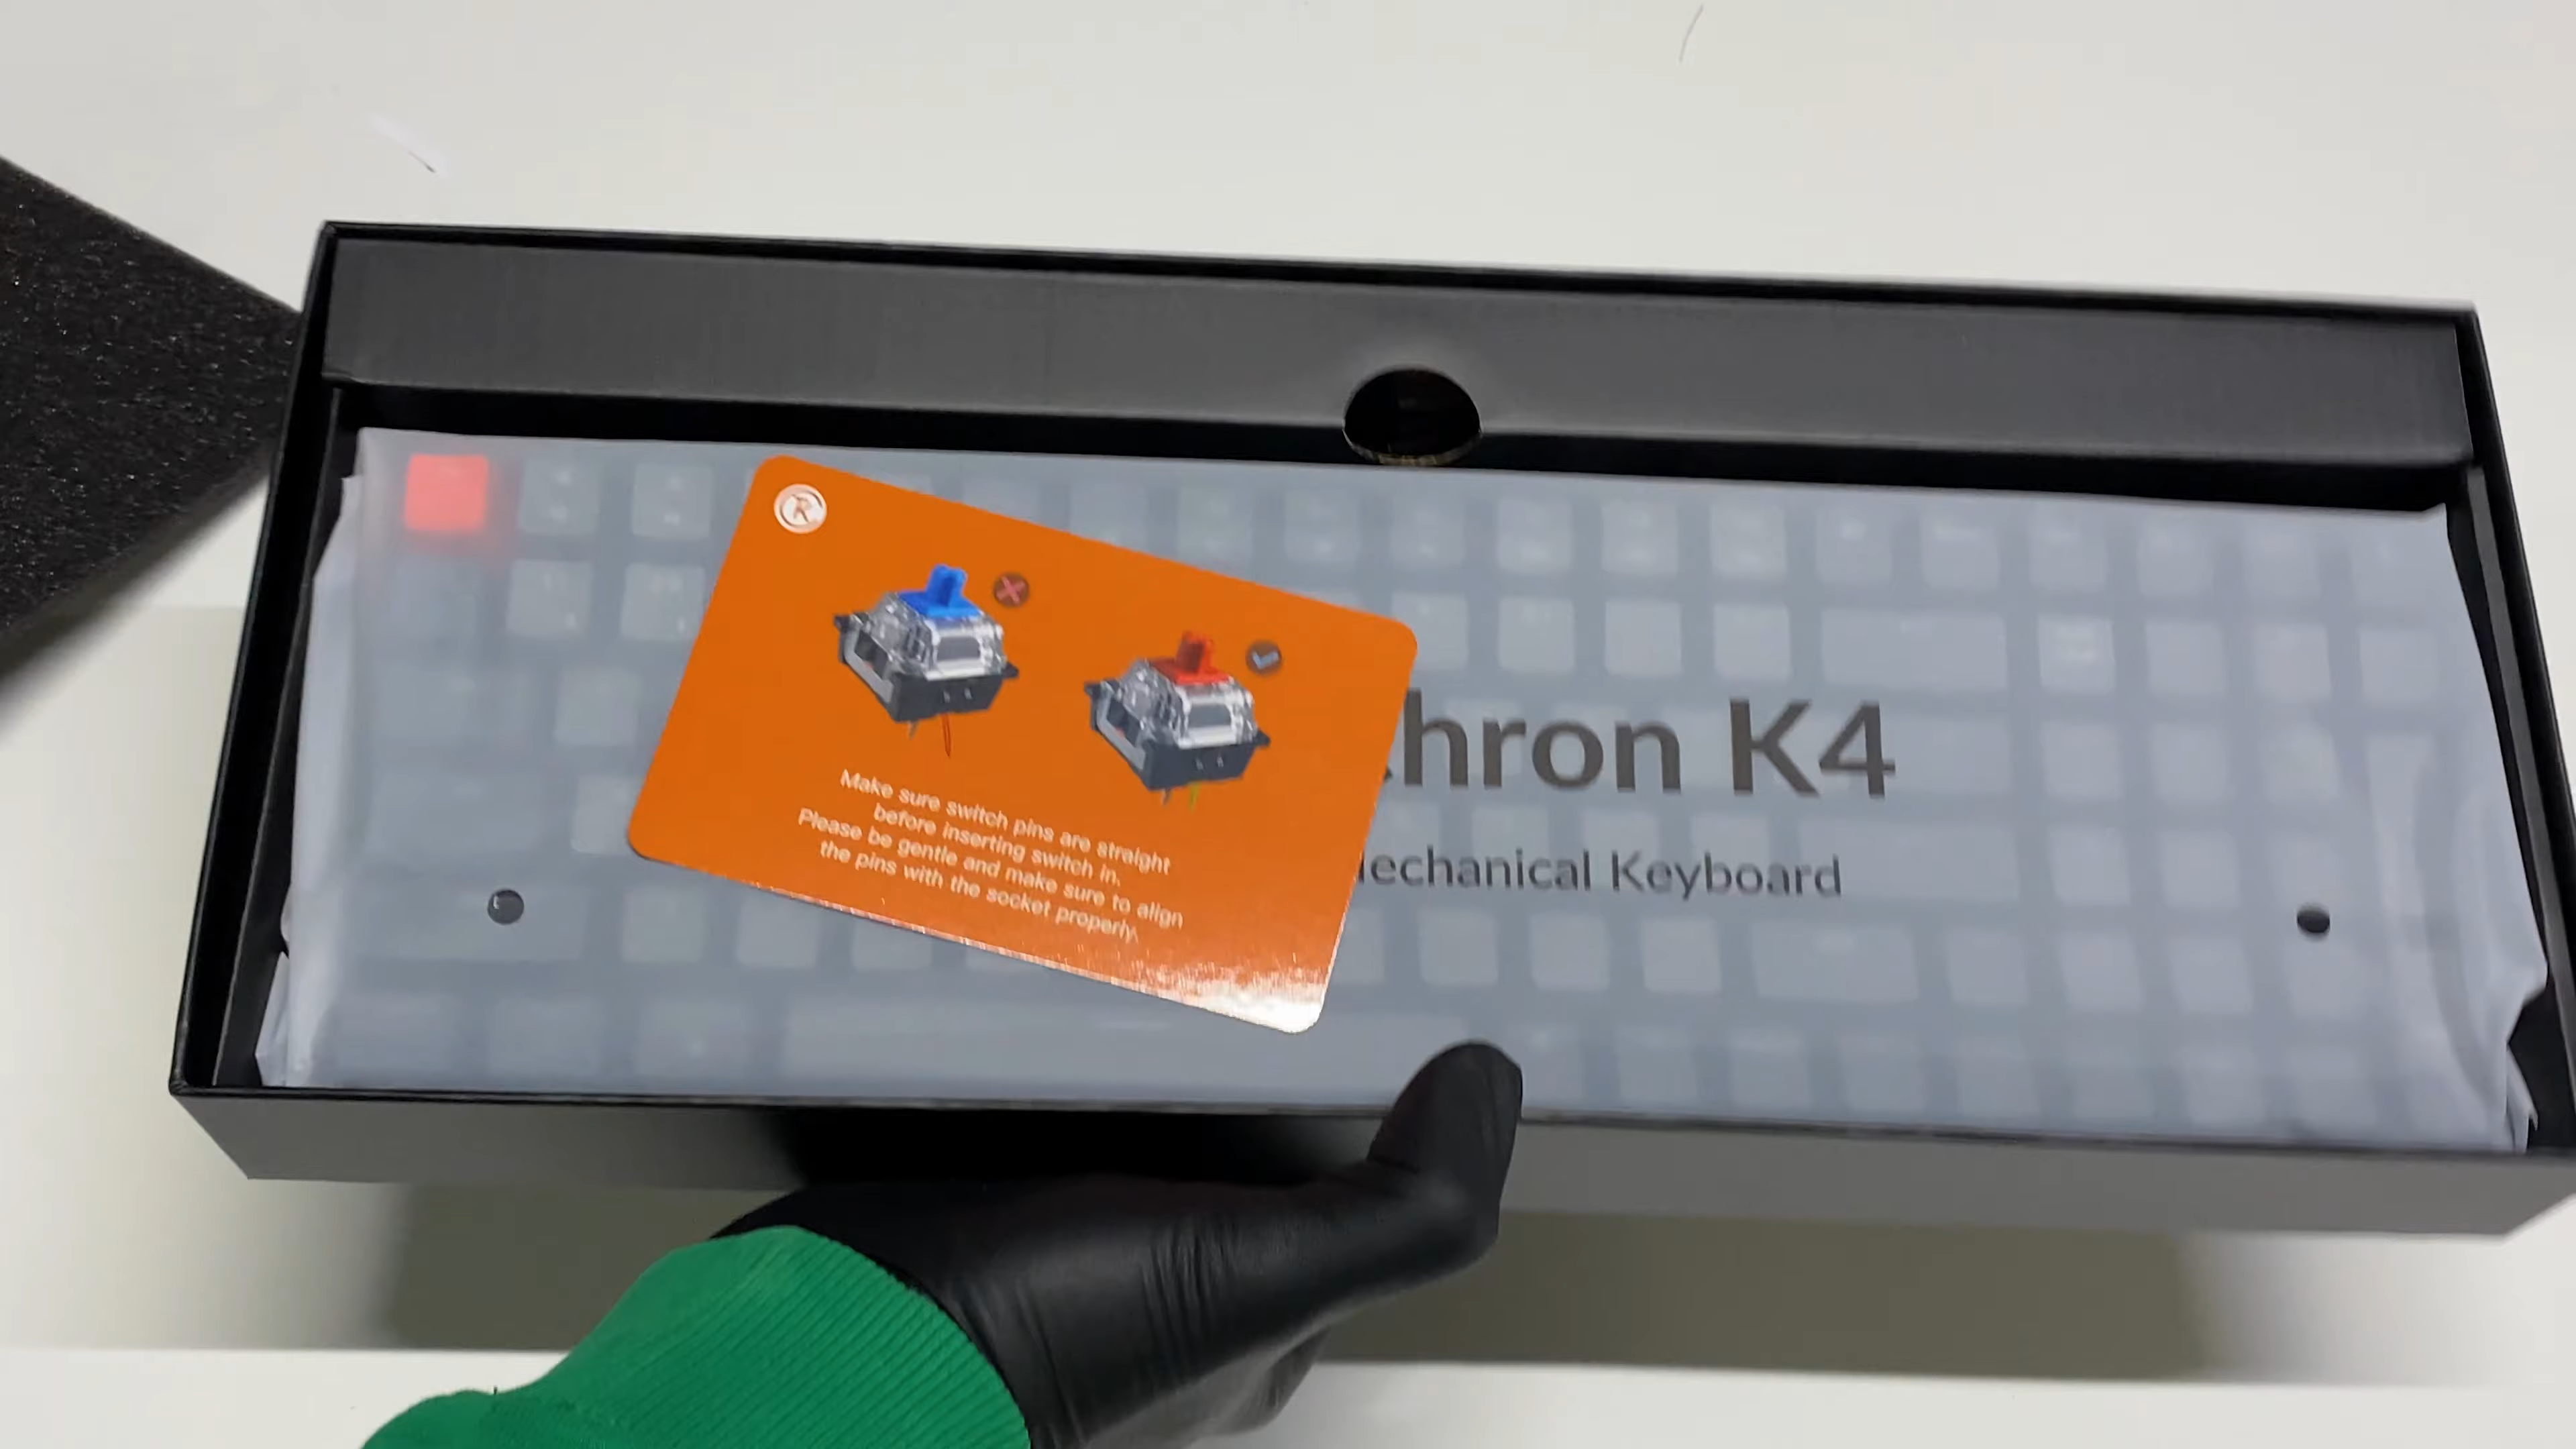 Make sure switch pins are straight
before inserting switch in.
Please be gentle and make sure to align
the pins with the socket properly.
hron K4
echanical Keyboard